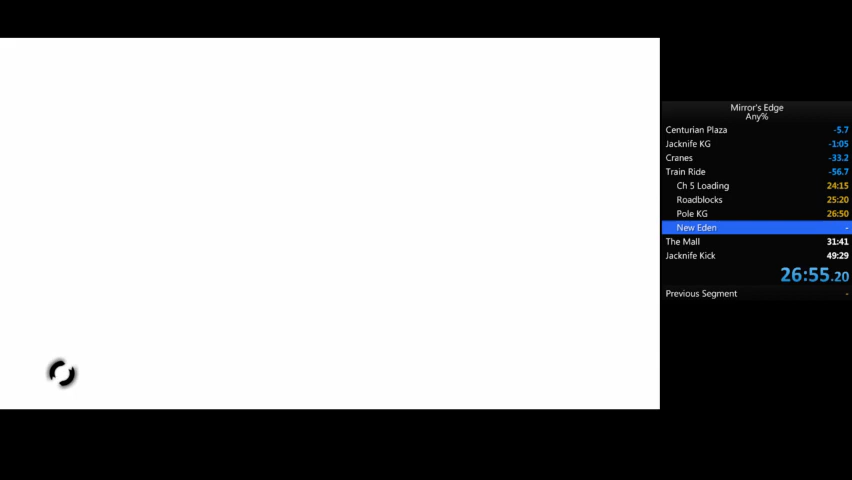 Mirror's Edge
Any%
Centurian Plaza -5.7
Jacknife KG -1:05
Cranes -33.2
Train Ride -56.7
Ch 5 Loading 24:15
Roadblocks 25:20
Pole KG 26:50
New Eden -
The Mall 31:41
Jacknife Kick 49:29
26:55.20
Previous Segment -